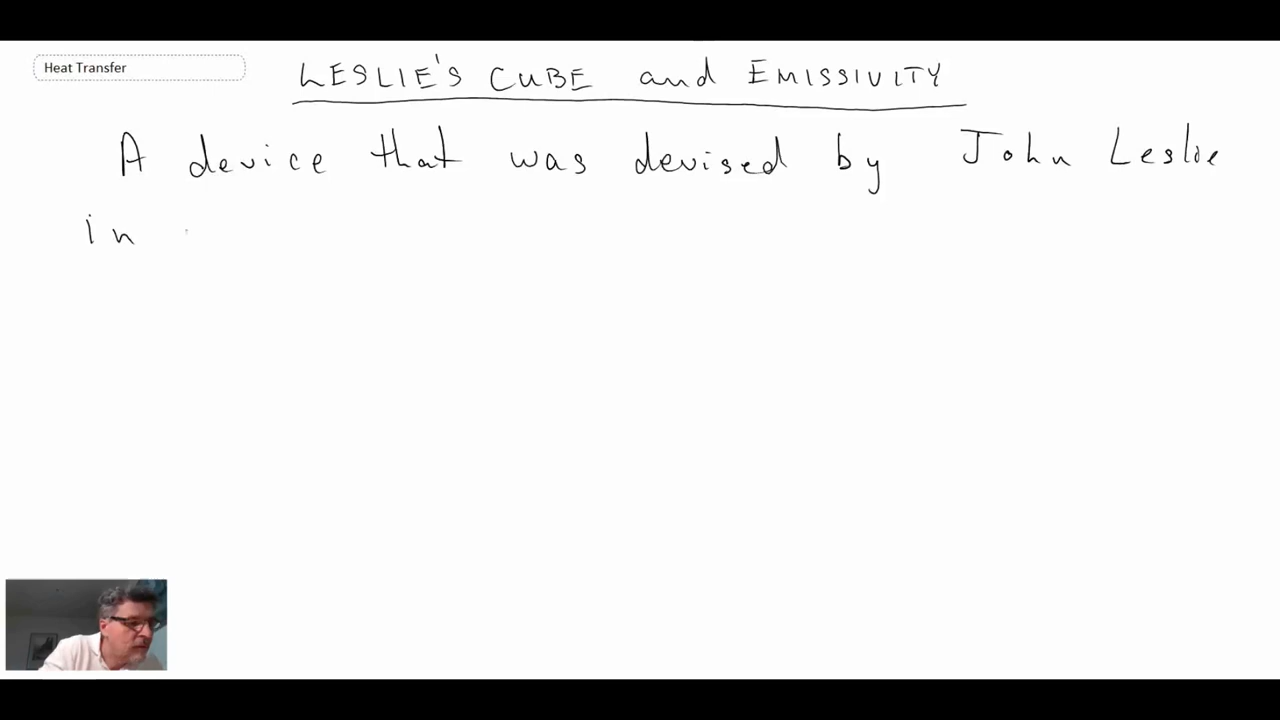 Heat Transfer
LESLIE'S CUBE and EMISSIVITY
A device that was devised by John Leslie
in